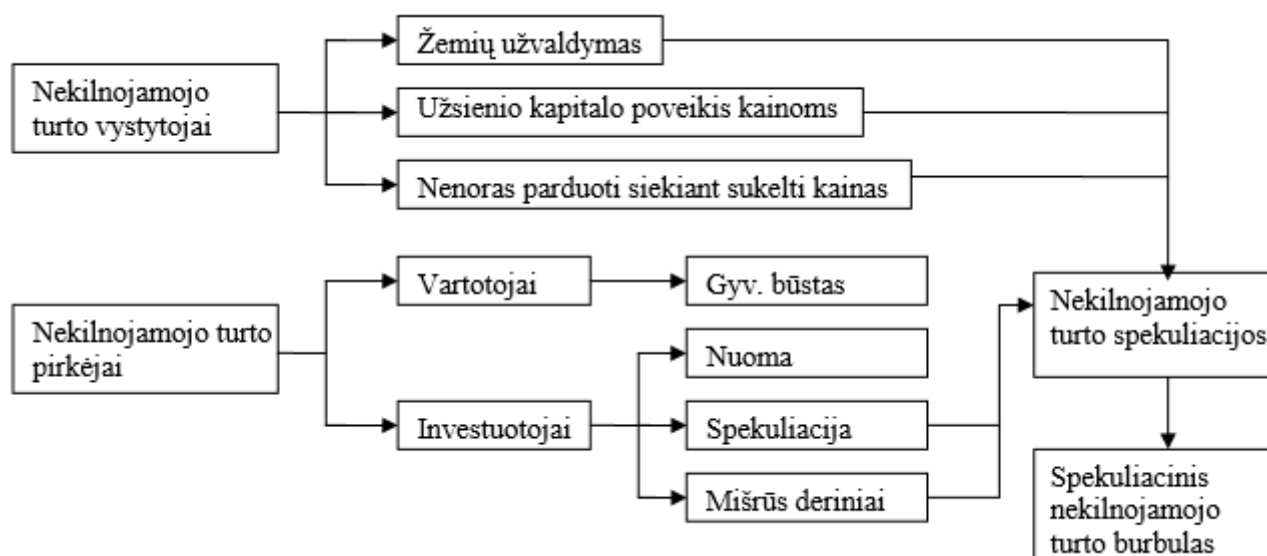 Žemių užvaldymas
Nekilnojamojo
turto vystytojai
Užsienio kapitalo poveikis kainoms
Nenoras parduoti siekiant sukelti kainas
Vartotojai
Gyv. būstas
Nekilnojamojo turto
pirkėjai
Nuoma
Investuotojai
Spekuliacija
Mišrūs deriniai
Nekilnojamojo
turto spekuliacijos
Spekuliacinis
nekilnojamojo
turto burbulas